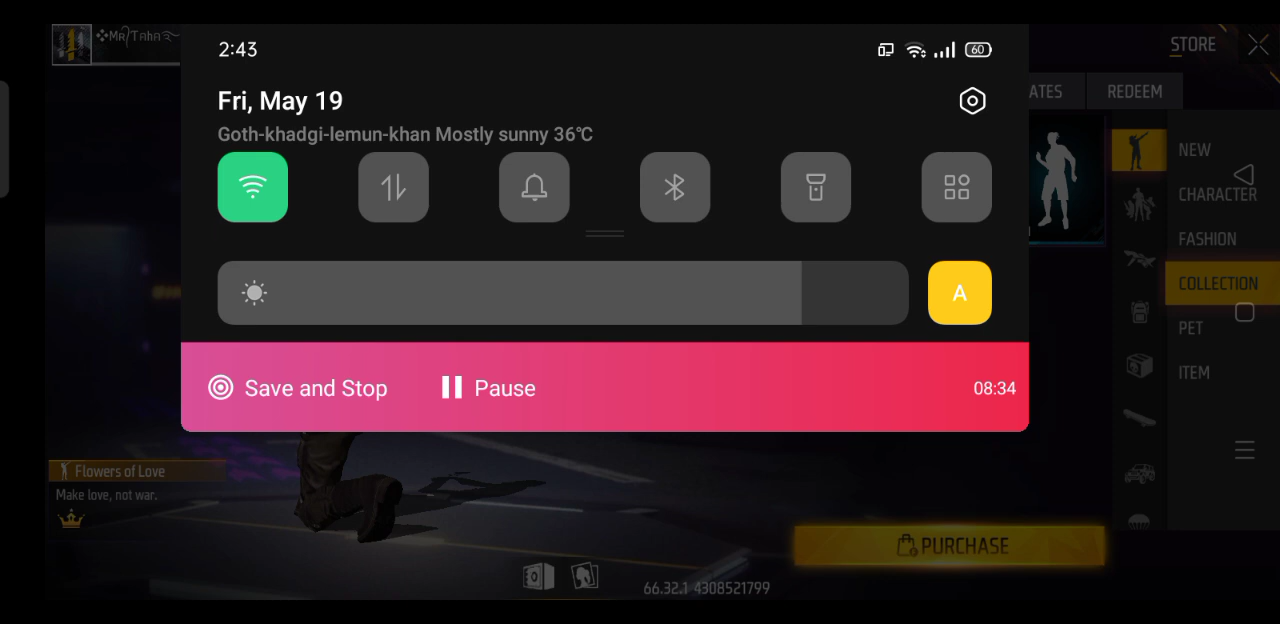 2:43
60
Fri, May 19
Goth-khadgi-lemun-khan Mostly sunny 36℃
A
Save and Stop
Pause
08:34
STORE
ATES
REDEEM
NEW
CHARACTER
FASHION
COLLECTION
PET
ITEM
Flowers of Love
Make love, not war.
PURCHASE
66.32.1 4308521799